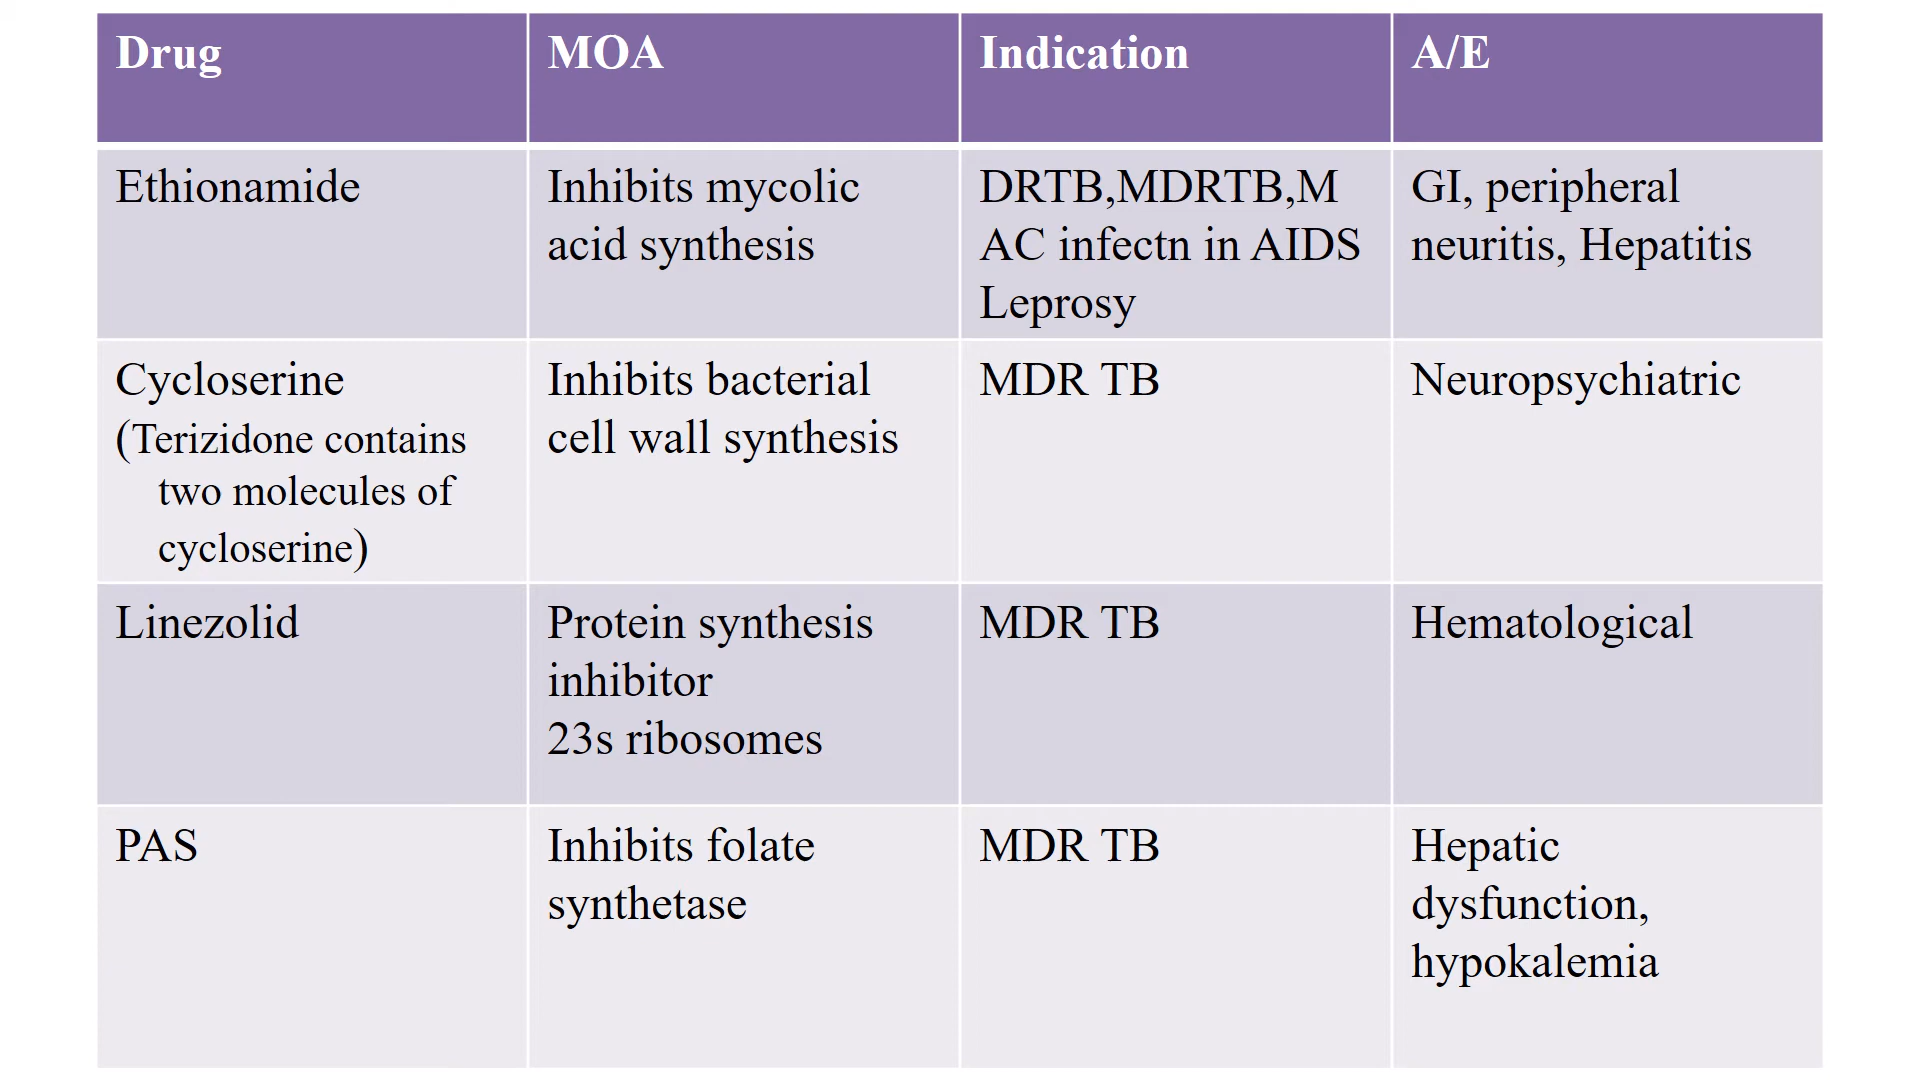 Drug
MOA
Indication
A/E
Ethionamide
Inhibits mycolic
acid synthesis
DRTB,MDRTB,M
AC infectn in AIDS
Leprosy
GI, peripheral
neuritis, Hepatitis
Cycloserine
(Terizidone contains
two molecules of
cycloserine)
Inhibits bacterial
cell wall synthesis
MDR TB
Neuropsychiatric
Linezolid
Protein synthesis
inhibitor
23s ribosomes
MDR TB
Hematological
PAS
Inhibits folate
synthetase
MDR TB
Hepatic
dysfunction,
hypokalemia